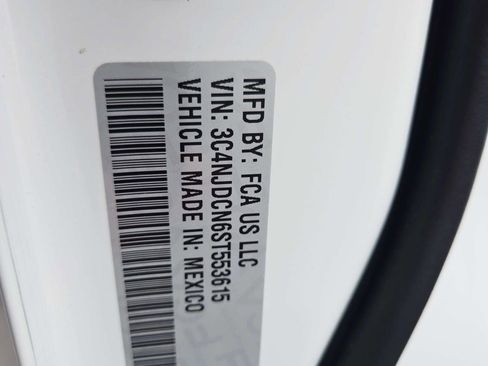 MFD BY: FCA US LLC
VIN: 3C4NJDCN6ST553615
VEHICLE MADE IN: MEXICO